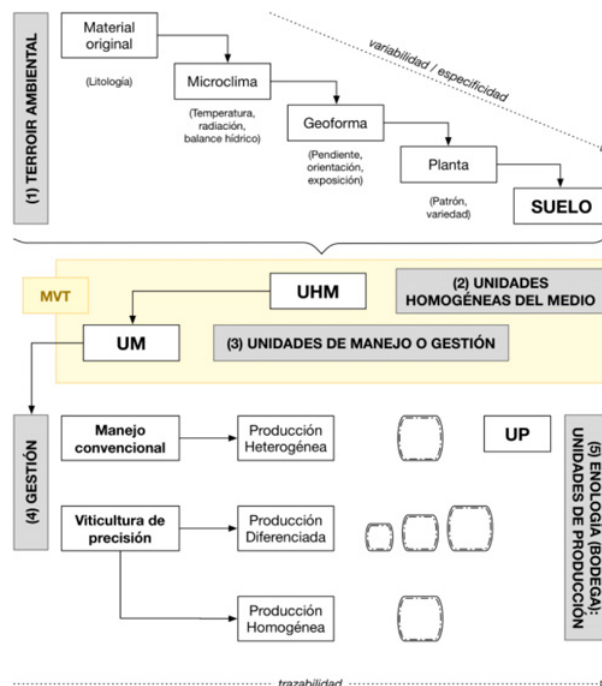 (1) TERROIR AMBIENTAL
Material
original
(Litología)
variabilidad / especificidad
Microclima
(Temperatura,
radiación,
balance hídrico)
Geoforma
(Pendiente,
orientación,
exposición)
Planta
(Patrón,
variedad)
SUELO
MVT
UHM
(2) UNIDADES
HOMOGÉNEAS DEL MEDIO
UM
(3) UNIDADES DE MANEJO O GESTIÓN
(4) GESTIÓN
Manejo
convencional
Producción
Heterogénea
UP
(5) ENOLOGÍA (BODEGA):
UNIDADES DE PRODUCCIÓN
Viticultura de
precisión
Producción
Diferenciada
Producción
Homogénea
trazabilidad